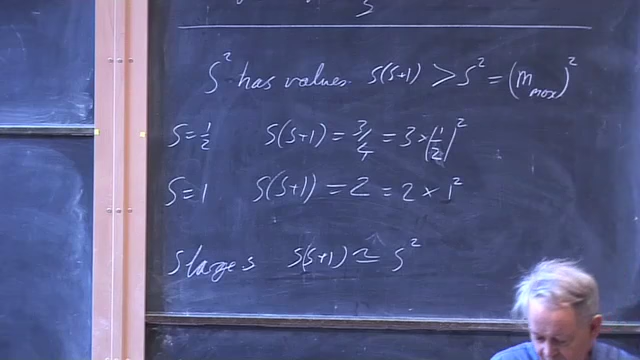 S² has values s(s+1) > s² = (m_max)²
s=½ s(s+1) = 3/4 = 3×(½)²
s=1 s(s+1) = 2 = 2 × 1²
s(s+1) ≃ s²